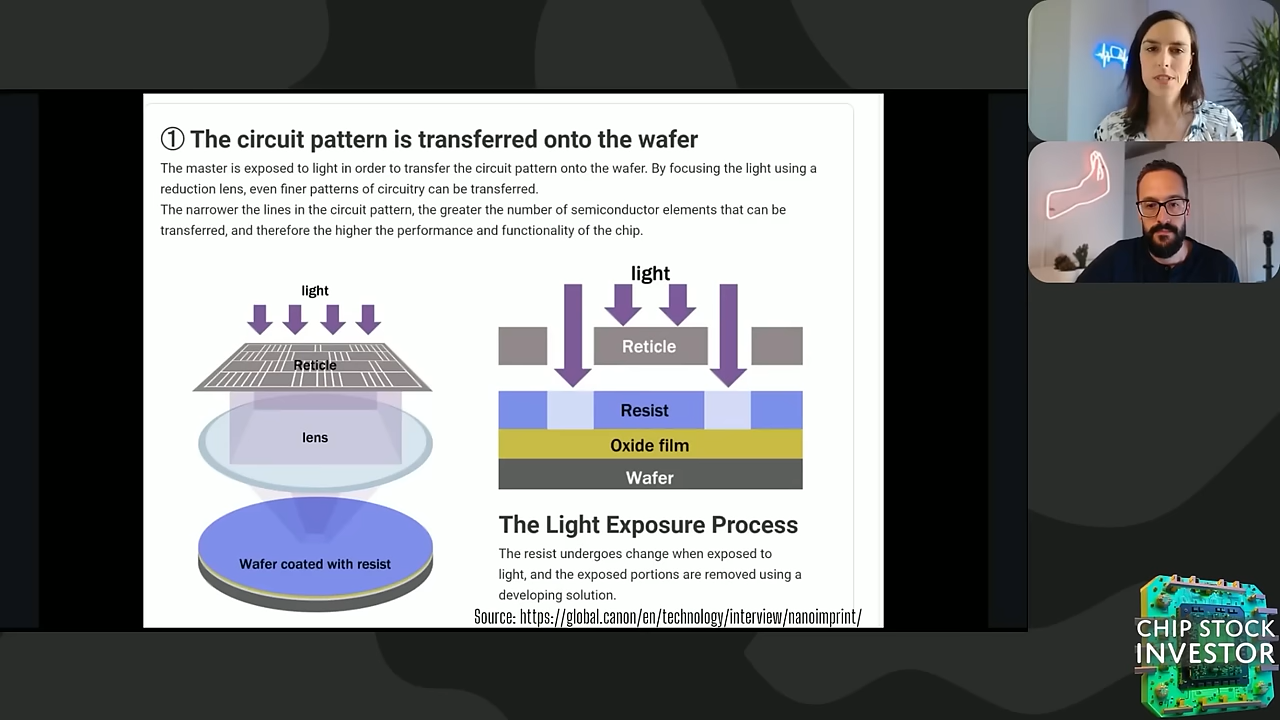 ① The circuit pattern is transferred onto the wafer
The master is exposed to light in order to transfer the circuit pattern onto the wafer. By focusing the light using a
reduction lens, even finer patterns of circuitry can be transferred.
The narrower the lines in the circuit pattern, the greater the number of semiconductor elements that can be
transferred, and therefore the higher the performance and functionality of the chip.
light
Reticle
lens
Wafer coated with resist
light
Reticle
Resist
Oxide film
Wafer
The Light Exposure Process
The resist undergoes change when exposed to
light, and the exposed portions are removed using a
developing solution.
Source: https://global.canon/en/technology/interview/nanoimprint/
CHIP STOCK
INVESTOR